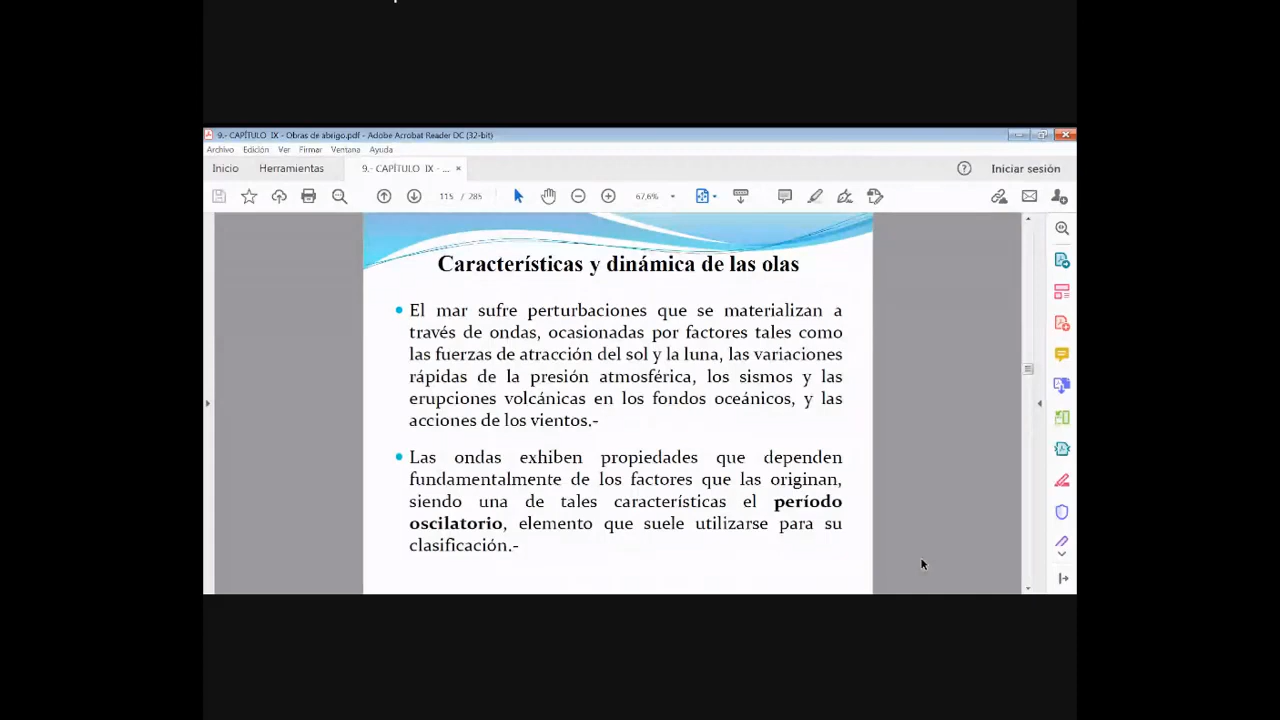 9.- CAPÍTULO IX - Obras de abrigo.pdf - Adobe Acrobat Reader DC (32-bit)
Archivo Edición Ver Firmar Ventana Ayuda
Inicio Herramientas 9.- CAPÍTULO IX - ... × Iniciar sesión
115 / 285 67,6%
Características y dinámica de las olas
• El mar sufre perturbaciones que se materializan a
través de ondas, ocasionadas por factores tales como
las fuerzas de atracción del sol y la luna, las variaciones
rápidas de la presión atmosférica, los sismos y las
erupciones volcánicas en los fondos oceánicos, y las
acciones de los vientos.-
• Las ondas exhiben propiedades que dependen
fundamentalmente de los factores que las originan,
siendo una de tales características el período
oscilatorio, elemento que suele utilizarse para su
clasificación.-